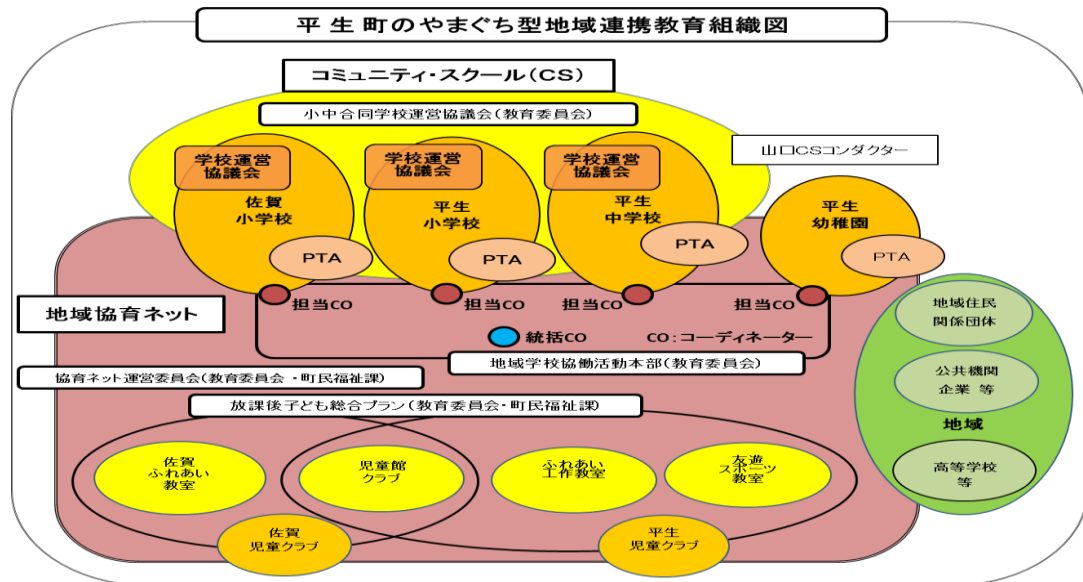 平生町のやまぐち型地域連携教育組織図
コミュニティ・スクール(CS)
小中合同学校運営協議会(教育委員会)
山口CSコンダクター
学校運営
協議会
佐賀
小学校
PTA
学校運営
協議会
平生
小学校
PTA
学校運営
協議会
平生
中学校
PTA
平生
幼稚園
PTA
地域協育ネット
担当CO
担当CO
担当CO
担当CO
統括CO
CO:コーディネーター
地域学校協働活動本部(教育委員会)
協育ネット運営委員会(教育委員会・町民福祉課)
放課後子ども総合プラン(教育委員会・町民福祉課)
佐賀
ふれあい
教室
児童館
クラブ
ふれあい
工作教室
友遊
スポーツ
教室
佐賀
児童クラブ
平生
児童クラブ
地域住民
関係団体
公共機関
企業 等
地域
高等学校
等